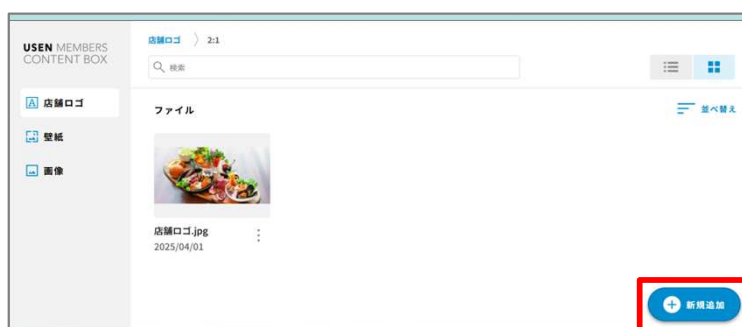 USEN MEMBERS
CONTENT BOX
店舗ロゴ
壁紙
画像
店舗ロゴ 〉 2:1
検索
ファイル
並べ替え
店舗ロゴ.jpg
2025/04/01
新規追加